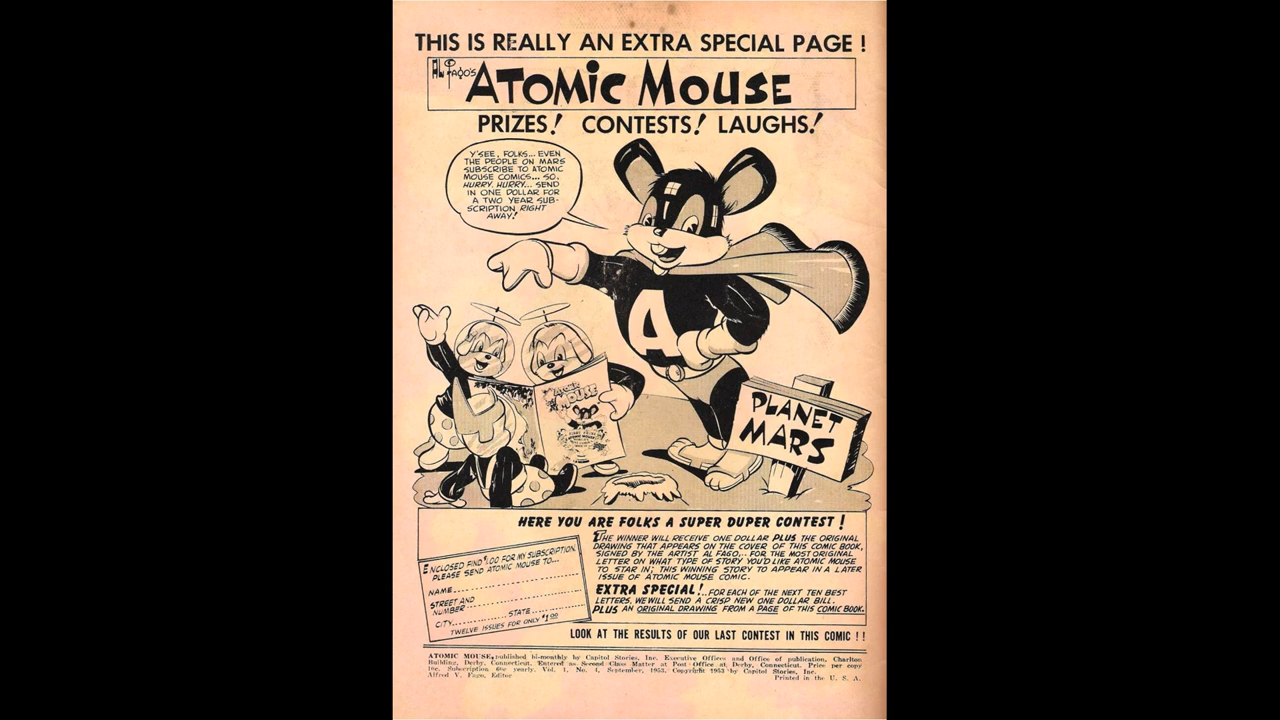 THIS IS REALLY AN EXTRA SPECIAL PAGE !
AL FAGO'S ATOMIC MOUSE
PRIZES! CONTESTS! LAUGHS!
Y'SEE, FOLKS... EVEN
THE PEOPLE ON MARS
SUBSCRIBE TO ATOMIC
MOUSE COMICS... SO,
HURRY, HURRY... SEND
IN ONE DOLLAR FOR
A TWO YEAR SUB-
SCRIPTION RIGHT
AWAY!
A
ATOMIC
MOUSE
PLANET
MARS
HERE YOU ARE FOLKS A SUPER DUPER CONTEST !
THE WINNER WILL RECEIVE ONE DOLLAR PLUS THE ORIGINAL
DRAWING THAT APPEARS ON THE COVER OF THIS COMIC BOOK,
SIGNED BY THE ARTIST AL FAGO... FOR THE MOST ORIGINAL
LETTER ON WHAT TYPE OF STORY YOU'D LIKE ATOMIC MOUSE
TO STAR IN; THIS WINNING STORY TO APPEAR IN A LATER
ISSUE OF ATOMIC MOUSE COMIC.
EXTRA SPECIAL!...FOR EACH OF THE NEXT TEN BEST
LETTERS, WE WILL SEND A CRISP NEW ONE DOLLAR BILL.
PLUS AN ORIGINAL DRAWING FROM A PAGE OF THIS COMIC BOOK.
ENCLOSED FIND $1.00 FOR MY SUBSCRIPTION.
PLEASE SEND ATOMIC MOUSE TO...
NAME
STREET AND
NUMBER
CITY STATE
TWELVE ISSUES FOR ONLY $1.00
LOOK AT THE RESULTS OF OUR LAST CONTEST IN THIS COMIC !!
ATOMIC MOUSE, published bi-monthly by Capitol Stories, Inc. Executive Offices and Office of publication, Charlton
Building, Derby, Connecticut. Entered as Second Class Matter at Post Office at Derby, Connecticut. Price per copy
10c. Subscription 60c yearly. Vol. 1, No. 4, September, 1953. Copyright 1953 by Capitol Stories, Inc.
Alfred V. Fago, Editor Printed in the U. S. A.